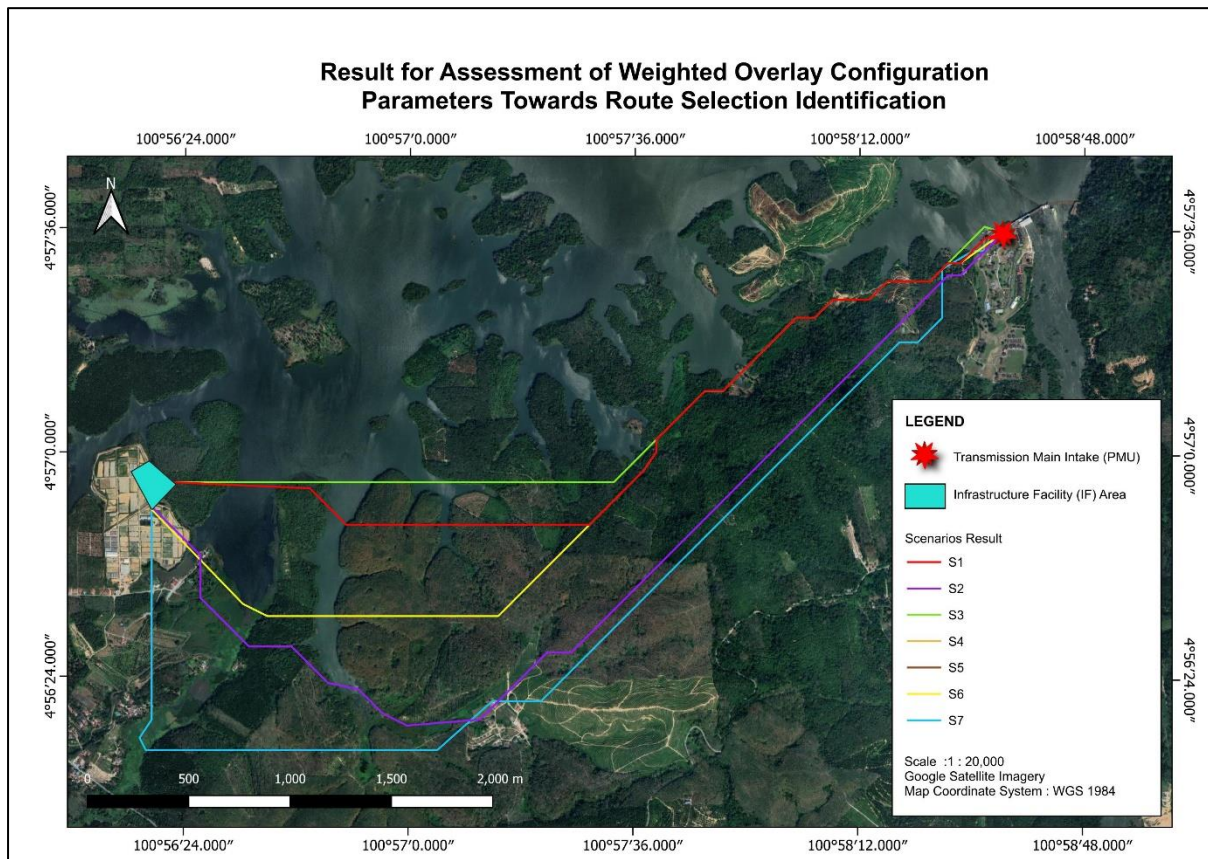 Result for Assessment of Weighted Overlay Configuration
Parameters Towards Route Selection Identification
100°56′24.000″ 100°57′0.000″ 100°57′36.000″ 100°58′12.000″ 100°58′48.000″
N
4°57′36.000″ 4°57′36.000″
4°57′0.000″ 4°57′0.000″
4°56′24.000″ 4°56′24.000″
LEGEND
Transmission Main Intake (PMU)
Infrastructure Facility (IF) Area
Scenarios Result
S1
S2
S3
S4
S5
S6
S7
Scale :1 : 20,000
Google Satellite Imagery
Map Coordinate System : WGS 1984
0 500 1,000 1,500 2,000 m
100°56′24.000″ 100°57′0.000″ 100°57′36.000″ 100°58′12.000″ 100°58′48.000″